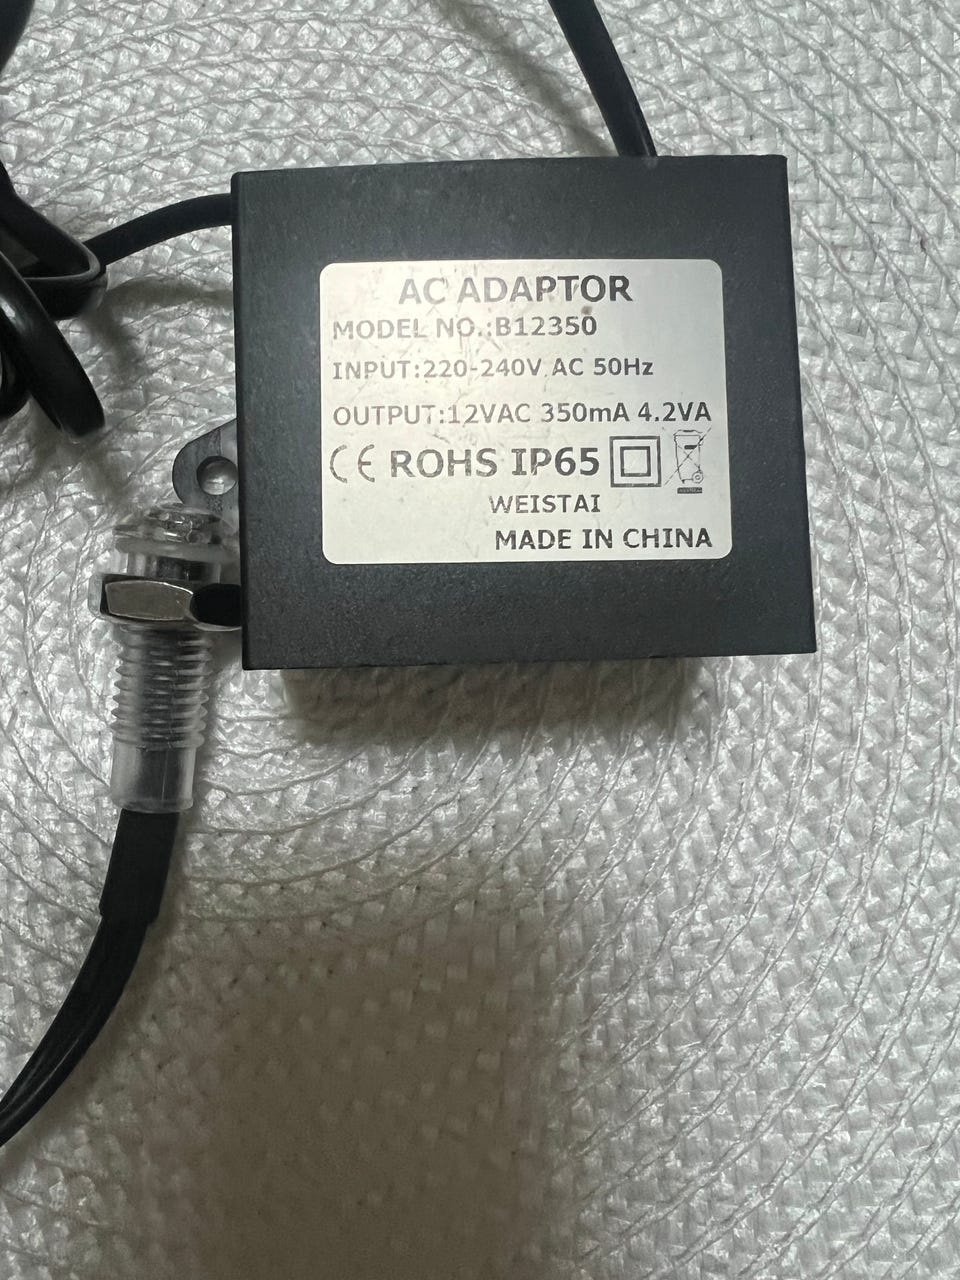 AC ADAPTOR
MODEL NO.:B12350
INPUT:220-240V AC 50Hz
OUTPUT:12VAC 350mA 4.2VA
CE ROHS IP65
WEISTAI
MADE IN CHINA